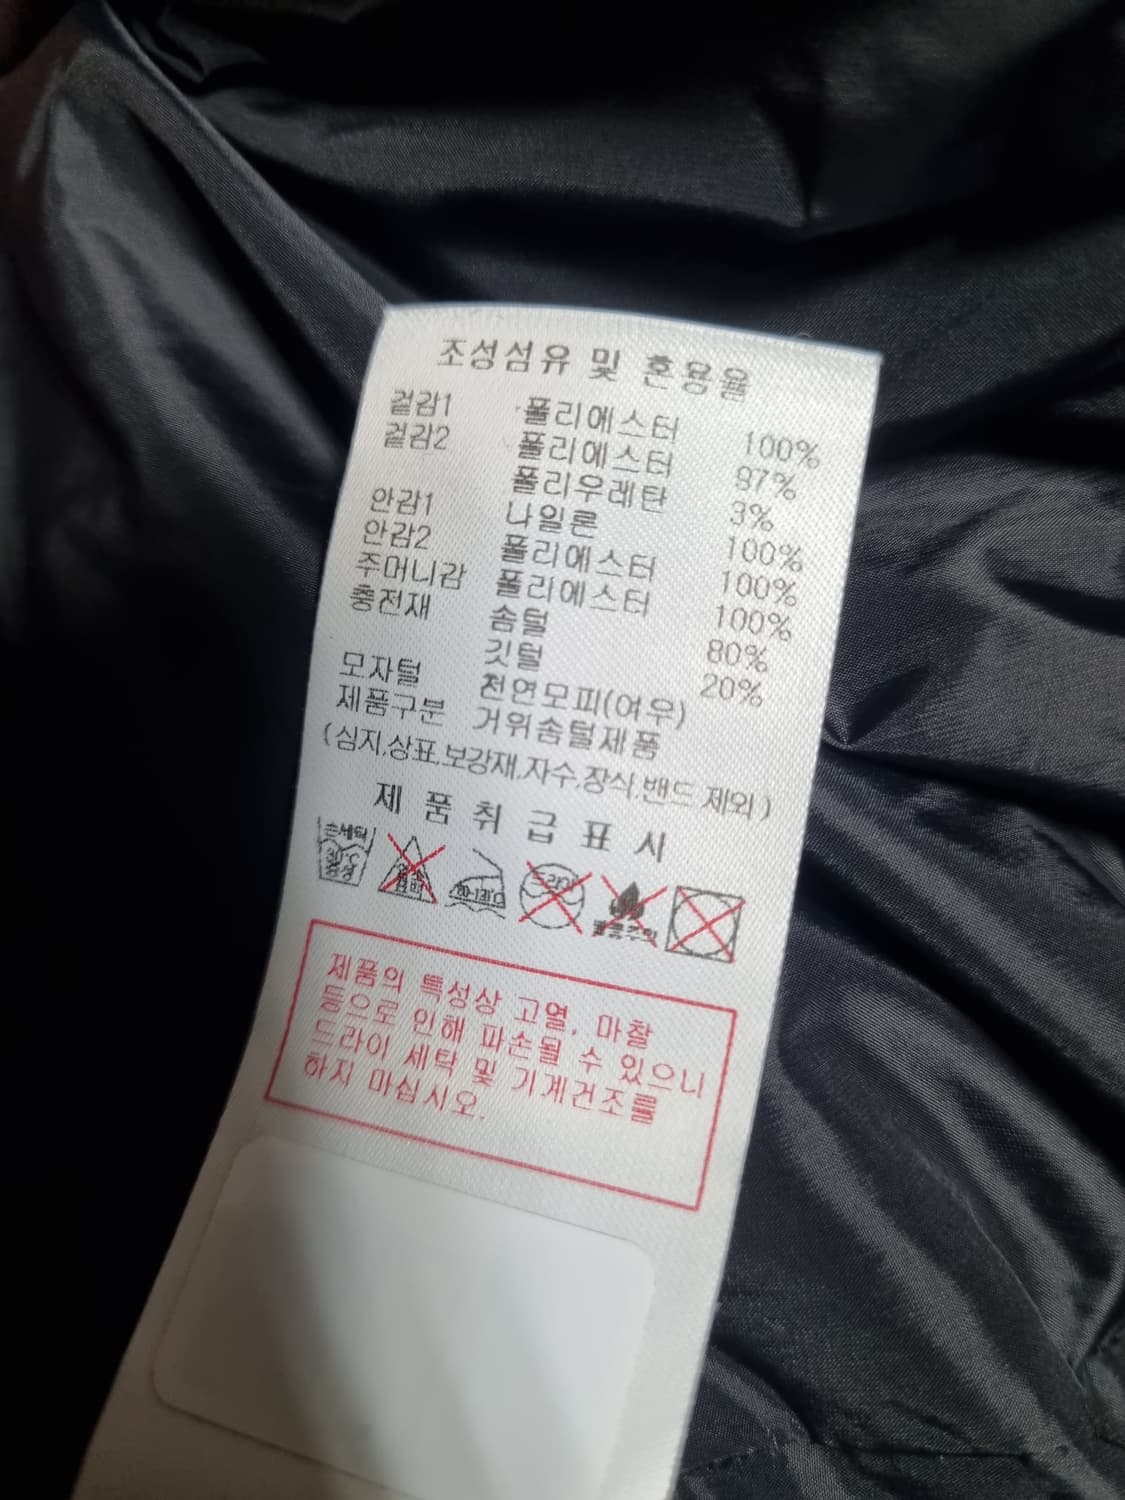 조성섬유 및 혼용율
겉감1 폴리에스터 100%
겉감2 폴리에스터 97%
폴리우레탄 3%
안감1 나일론 100%
안감2 폴리에스터 100%
주머니감 폴리에스터 100%
충전재 솜털 80%
깃털 20%
모자털 천연모피(여우)
제품구분 거위솜털제품
(심지,상표,보강재,자수,장식,밴드 제외)
제 품 취 급 표 시
손세탁 30℃ 중성
표백
80-120℃
드라이
제품의 특성상 고열, 마찰
등으로 인해 파손될 수 있으니
드라이 세탁 및 기계건조를
하지 마십시오.